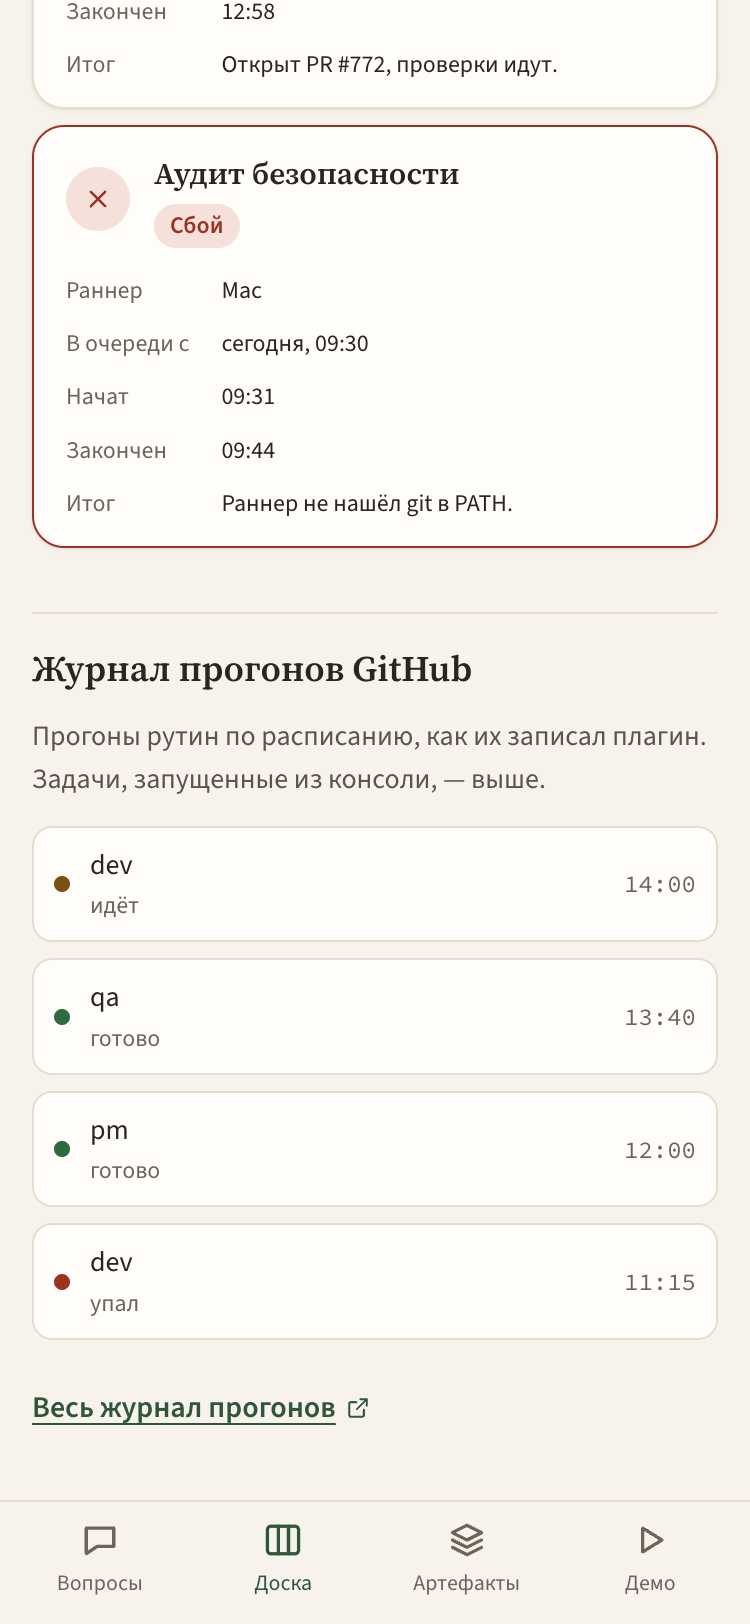 Закончен 12:58
Итог Открыт PR #772, проверки идут.
Аудит безопасности
Сбой
Раннер Mac
В очереди с сегодня, 09:30
Начат 09:31
Закончен 09:44
Итог Раннер не нашёл git в PATH.
Журнал прогонов GitHub
Прогоны рутин по расписанию, как их записал плагин.
Задачи, запущенные из консоли, — выше.
dev
идёт
14:00
qa
готово
13:40
pm
готово
12:00
dev
упал
11:15
Весь журнал прогонов
Вопросы Доска Артефакты Демо